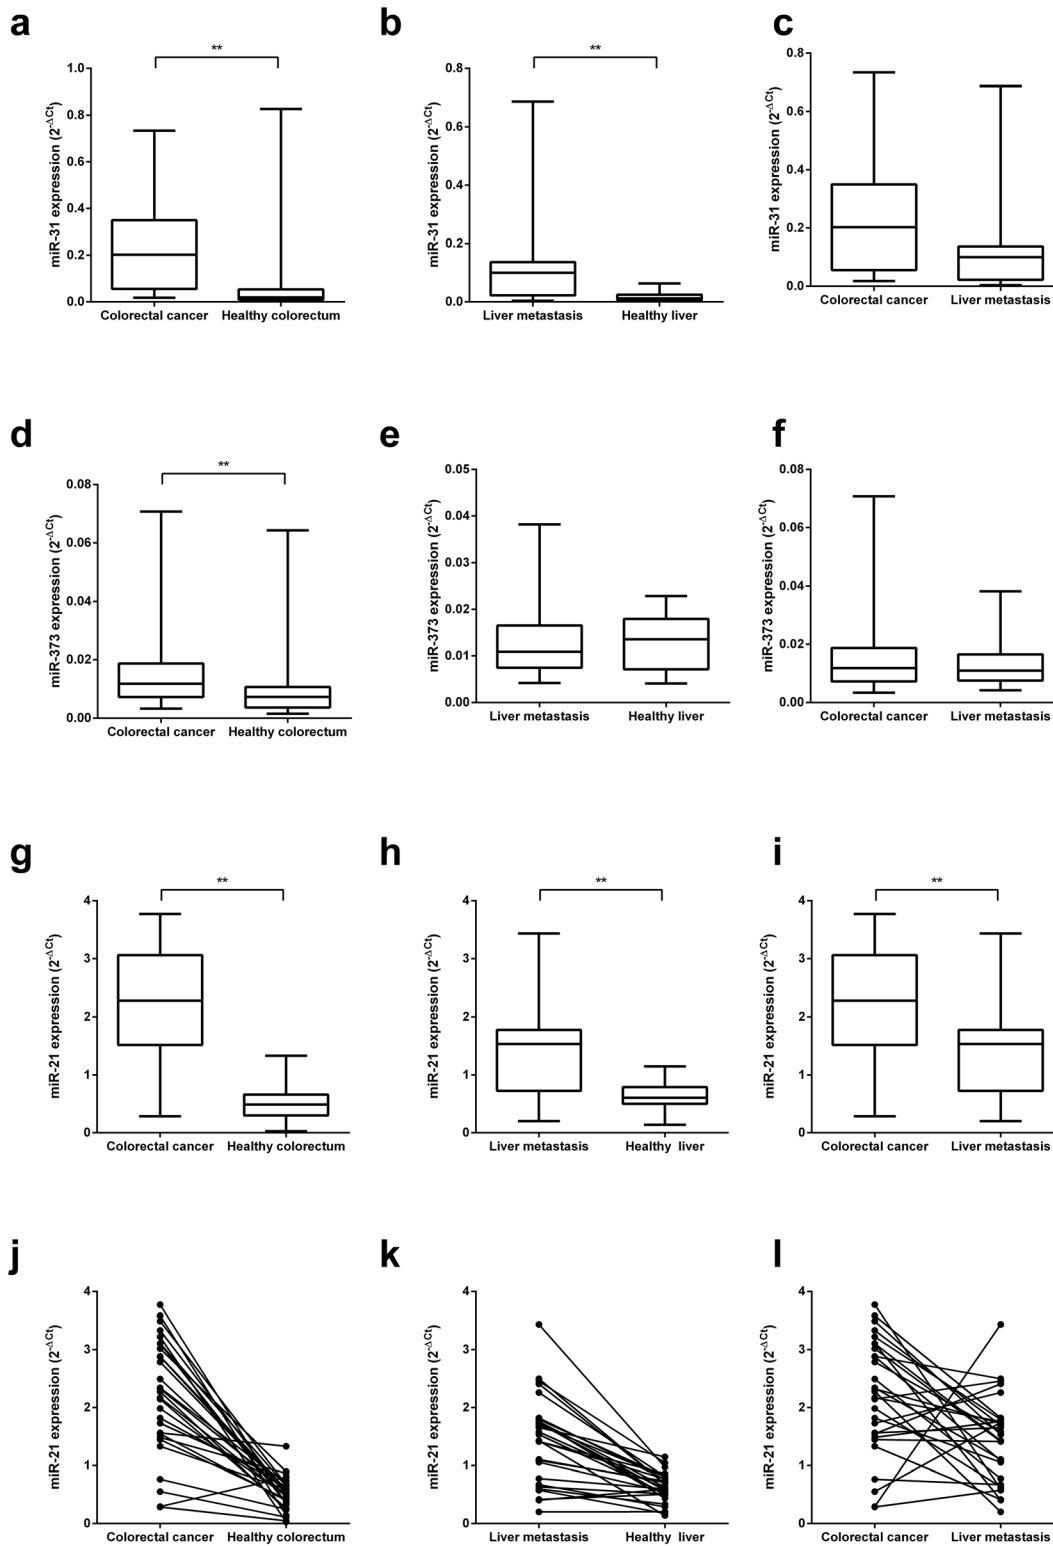 a
b
c
**
**
miR-31 expression (2-ΔCt)
1.0
0.8
0.6
0.4
0.2
0.0
Colorectal cancer
Healthy colorectum
miR-31 expression (2-ΔCt)
0.8
0.6
0.4
0.2
0.0
Liver metastasis
Healthy liver
miR-31 expression (2-ΔCt)
0.8
0.6
0.4
0.2
0.0
Colorectal cancer
Liver metastasis
d
e
f
**
miR-373 expression (2-ΔCt)
0.08
0.06
0.04
0.02
0.00
Colorectal cancer
Healthy colorectum
miR-373 expression (2-ΔCt)
0.05
0.04
0.03
0.02
0.01
0.00
Liver metastasis
Healthy liver
miR-373 expression (2-ΔCt)
0.08
0.06
0.04
0.02
0.00
Colorectal cancer
Liver metastasis
g
h
i
**
**
**
miR-21 expression (2-ΔCt)
4
3
2
1
0
Colorectal cancer
Healthy colorectum
miR-21 expression (2-ΔCt)
4
3
2
1
0
Liver metastasis
Healthy liver
miR-21 expression (2-ΔCt)
4
3
2
1
0
Colorectal cancer
Liver metastasis
j
k
l
miR-21 expression (2-ΔCt)
4
3
2
1
0
Colorectal cancer
Healthy colorectum
miR-21 expression (2-ΔCt)
4
3
2
1
0
Liver metastasis
Healthy liver
miR-21 expression (2-ΔCt)
4
3
2
1
0
Colorectal cancer
Liver metastasis